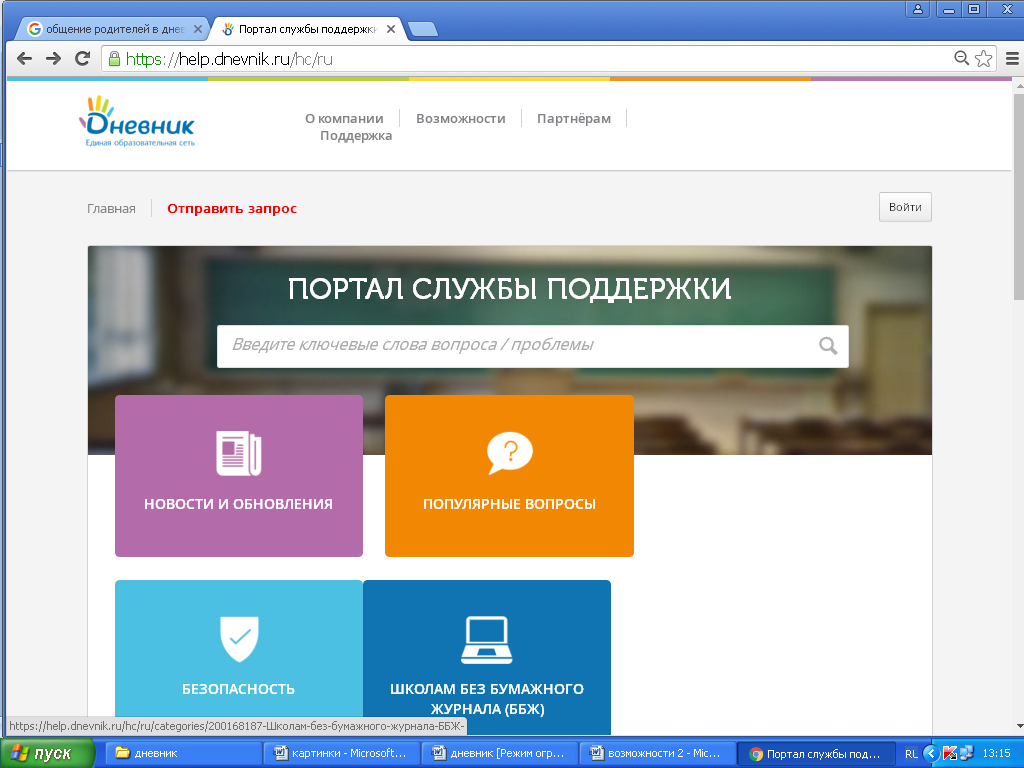 общение родителей в дне
Портал службы поддержки
https://help.dnevnik.ru/hc/ru
Дневник
Единая образовательная сеть
О компании
Возможности
Партнёрам
Поддержка
Главная
Отправить запрос
Войти
ПОРТАЛ СЛУЖБЫ ПОДДЕРЖКИ
Введите ключевые слова вопроса / проблемы
НОВОСТИ И ОБНОВЛЕНИЯ
ПОПУЛЯРНЫЕ ВОПРОСЫ
БЕЗОПАСНОСТЬ
ШКОЛАМ БЕЗ БУМАЖНОГО
ЖУРНАЛА (ББЖ)
https://help.dnevnik.ru/hc/ru/categories/200168187-Школам-без-бумажного-журнала-ББЖ-
пуск
дневник
картинки - Microsoft...
дневник [Режим огр...
возможности 2 - Mic...
Портал службы под...
RL
13:15